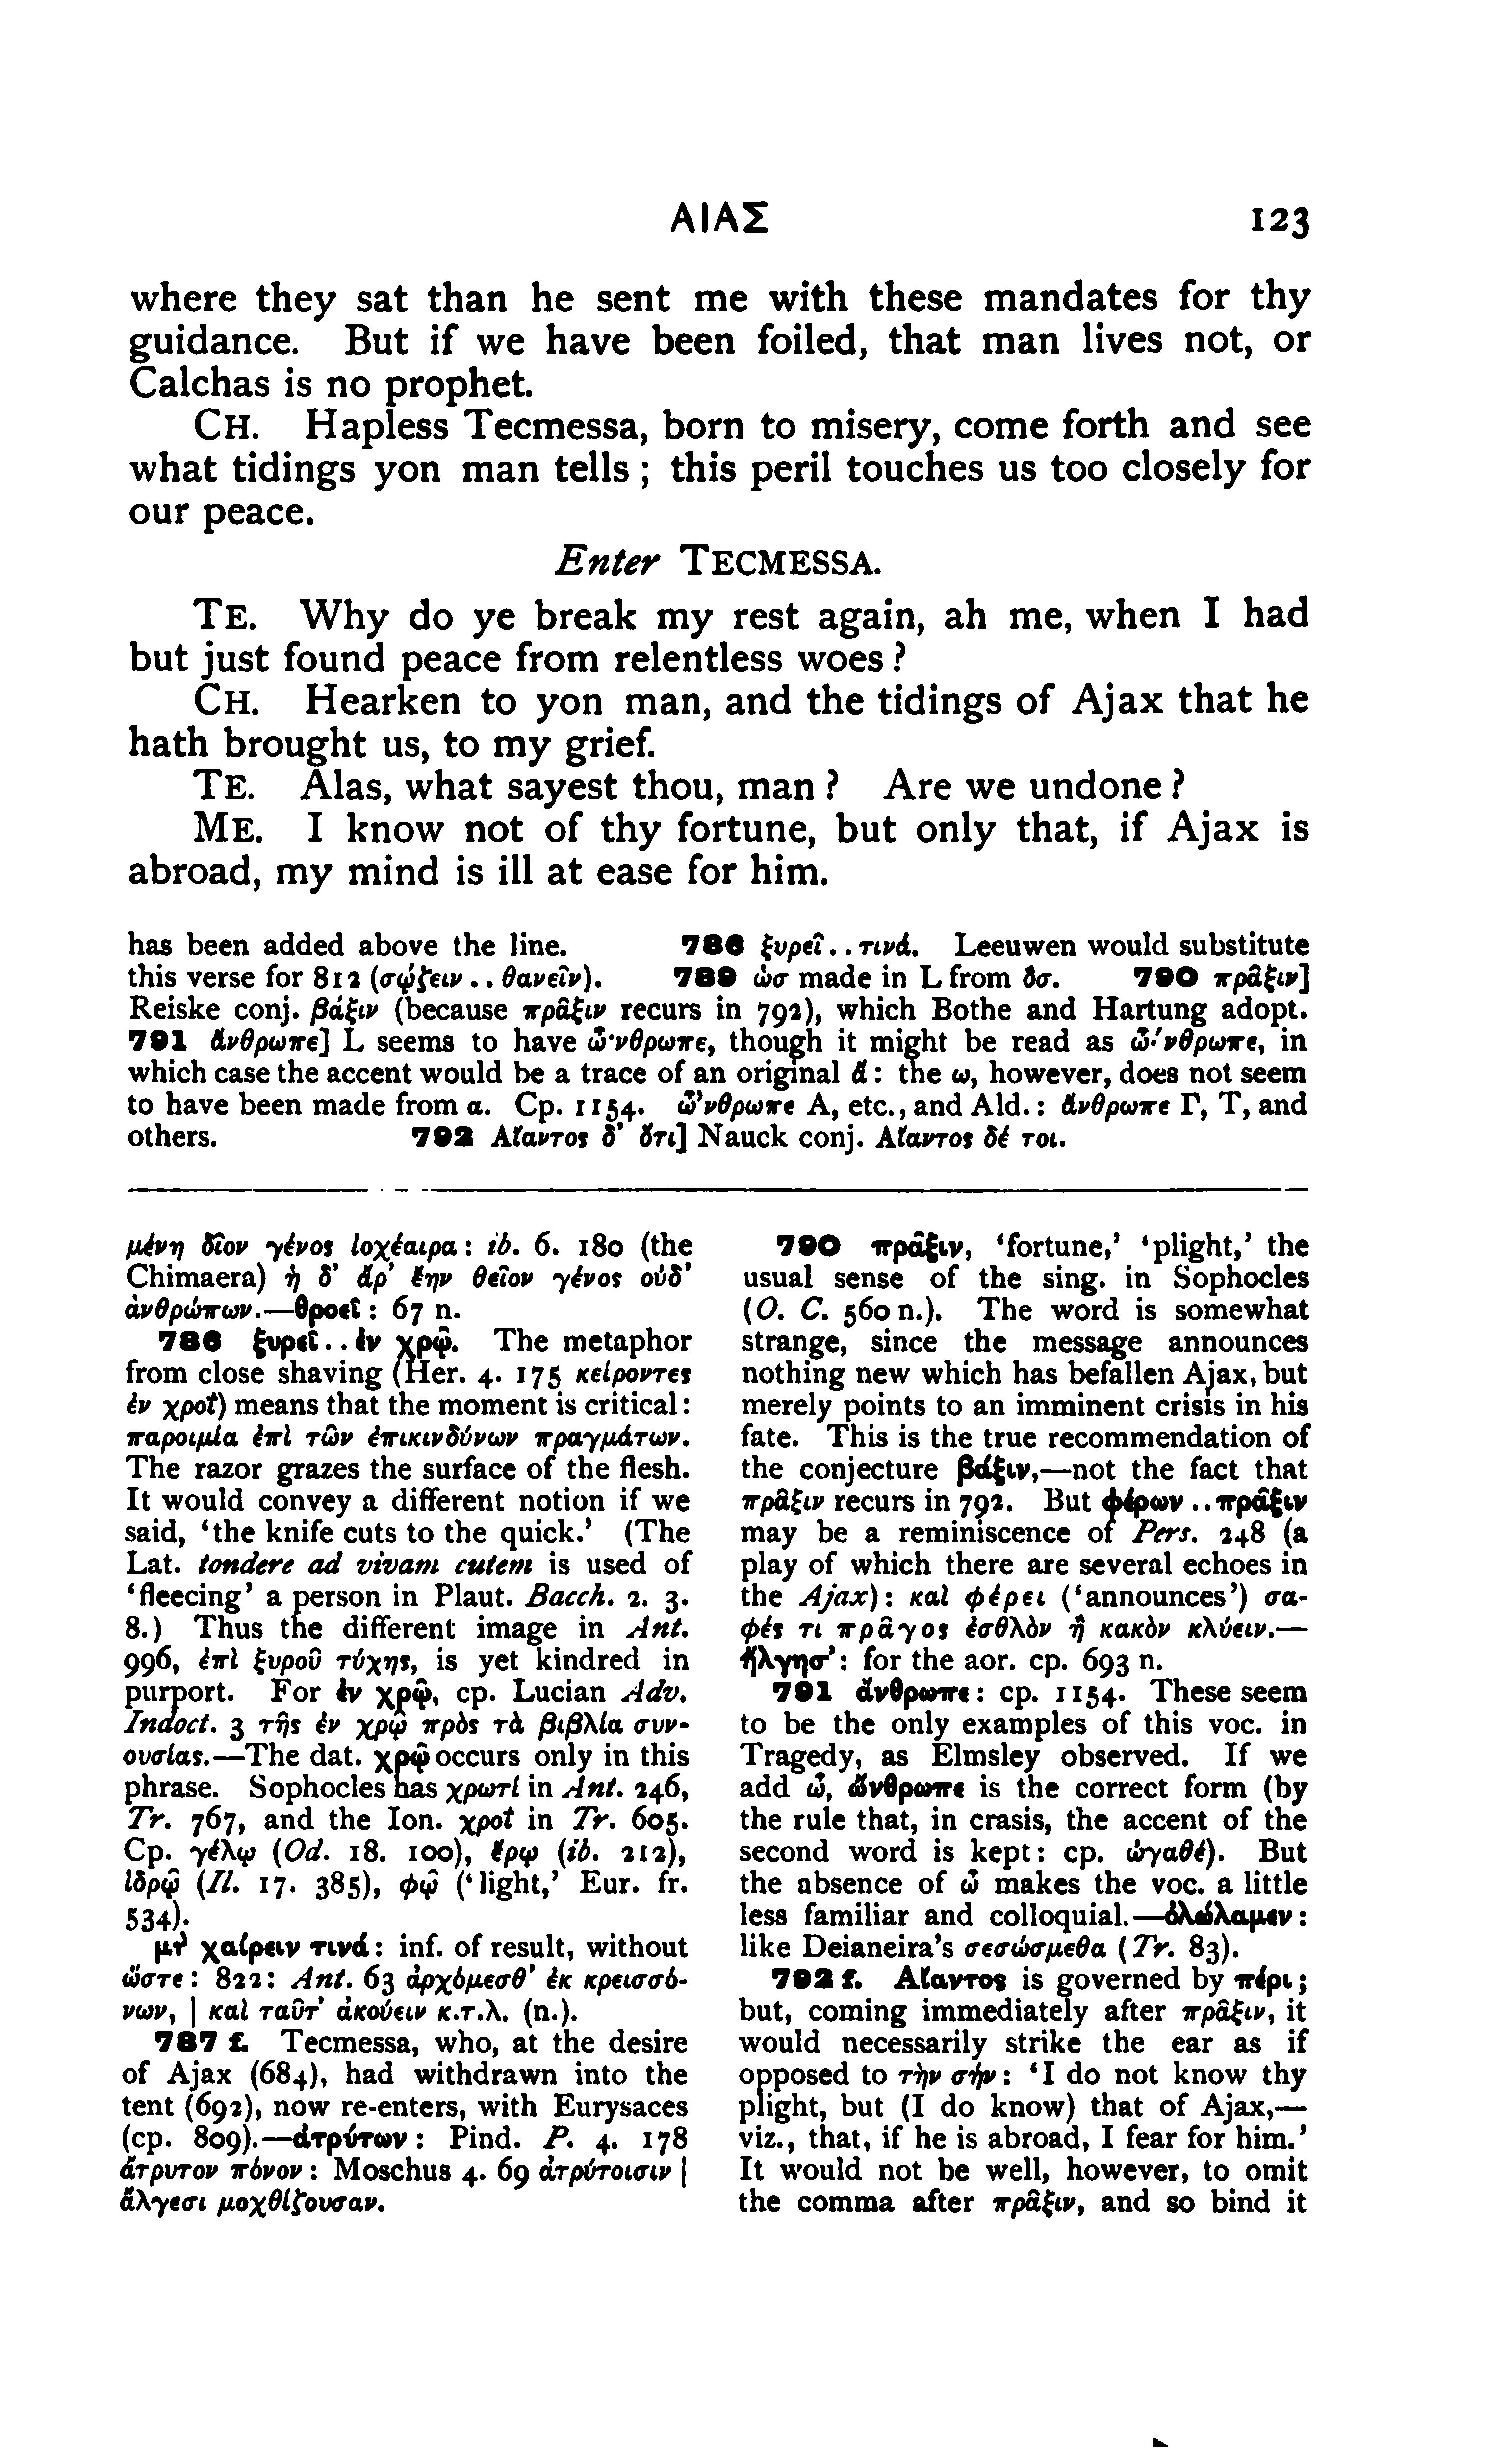 ΑΙΑΣ 123
where they sat than he sent me with these mandates for thy
guidance. But if we have been foiled, that man lives not, or
Calchas is no prophet.
CH. Hapless Tecmessa, born to misery, come forth and see
what tidings yon man tells ; this peril touches us too closely for
our peace.
Enter TECMESSA.
TE. Why do ye break my rest again, ah me, when I had
but just found peace from relentless woes ?
CH. Hearken to yon man, and the tidings of Ajax that he
hath brought us, to my grief.
TE. Alas, what sayest thou, man ? Are we undone ?
ME. I know not of thy fortune, but only that, if Ajax is
abroad, my mind is ill at ease for him.
has been added above the line. 786 ξυρεῖ . . τινά. Leeuwen would substitute
this verse for 812 (σῴζειν . . θανεῖν). 789 ὡσ made in L from ὅσ. 790 πρᾶξιν]
Reiske conj. βάξιν (because πρᾶξιν recurs in 792), which Bothe and Hartung adopt.
791 ἄνθρωπε] L seems to have ὦ·νθρωπε, though it might be read as ὦ·́νθρωπε, in
which case the accent would be a trace of an original ἄ : the ω, however, does not seem
to have been made from α. Cp. 1154. ὦ’νθρωπε A, etc., and Ald. : ἄνθρωπε Γ, T, and
others. 792 Αἴαντος δ’ ὅτι] Nauck conj. Αἴαντος δέ τοι.
μένη δῖον γένος ἰοχέαιρα : ib. 6. 180 (the
Chimaera) ἡ δ’ ἄρ’ ἔην θεῖον γένος οὐδ’
ἀνθρώπων.—θροεῖ : 67 n.
786 ξυρεῖ . . ἐν χρῷ. The metaphor
from close shaving (Her. 4. 175 κείροντες
ἐν χροΐ) means that the moment is critical :
παροιμία ἐπὶ τῶν ἐπικινδύνων πραγμάτων.
The razor grazes the surface of the flesh.
It would convey a different notion if we
said, ‘the knife cuts to the quick.’ (The
Lat. tondere ad vivam cutem is used of
‘fleecing’ a person in Plaut. Bacch. 2. 3.
8.) Thus the different image in Ant.
996, ἐπὶ ξυροῦ τύχης, is yet kindred in
purport. For ἐν χρῷ, cp. Lucian Adv.
Indoct. 3 τῆς ἐν χρῷ πρὸς τὰ βιβλία συν-
ουσίας.—The dat. χρῷ occurs only in this
phrase. Sophocles has χρωτί in Ant. 246,
Tr. 767, and the Ion. χροΐ in Tr. 605.
Cp. γέλῳ (Od. 18. 100), ἔρῳ (ib. 212),
ἱδρῷ (Il. 17. 385), φῷ (‘light,’ Eur. fr.
534).
μὴ χαίρειν τινά : inf. of result, without
ὥστε : 822 : Ant. 63 ἀρχόμεσθ’ ἐκ κρεισσό-
νων, | καὶ ταῦτ’ ἀκούειν κ.τ.λ. (n.).
787 f. Tecmessa, who, at the desire
of Ajax (684), had withdrawn into the
tent (692), now re-enters, with Eurysaces
(cp. 809).—ἀτρύτων : Pind. P. 4. 178
ἄτρυτον πόνον : Moschus 4. 69 ἀτρύτοισιν |
ἄλγεσι μοχθίζουσαν.
790 πρᾶξιν, ‘fortune,’ ‘plight,’ the
usual sense of the sing. in Sophocles
(O. C. 560 n.). The word is somewhat
strange, since the message announces
nothing new which has befallen Ajax, but
merely points to an imminent crisis in his
fate. This is the true recommendation of
the conjecture βάξιν,—not the fact that
πρᾶξιν recurs in 792. But φέρων . . πρᾶξιν
may be a reminiscence of Pers. 248 (a
play of which there are several echoes in
the Ajax) : καὶ φέρει (‘announces’) σα-
φές τι πρᾶγος ἐσθλὸν ἢ κακὸν κλύειν.—
ἤλγησ’ : for the aor. cp. 693 n.
791 ἄνθρωπε : cp. 1154. These seem
to be the only examples of this voc. in
Tragedy, as Elmsley observed. If we
add ὦ, ὤνθρωπε is the correct form (by
the rule that, in crasis, the accent of the
second word is kept : cp. ὠγαθέ). But
the absence of ὦ makes the voc. a little
less familiar and colloquial.—ὀλώλαμεν :
like Deianeira’s σεσώσμεθα (Tr. 83).
792 f. Αἴαντος is governed by πέρι ;
but, coming immediately after πρᾶξιν, it
would necessarily strike the ear as if
opposed to τὴν σήν : ‘I do not know thy
plight, but (I do know) that of Ajax,—
viz., that, if he is abroad, I fear for him.’
It would not be well, however, to omit
the comma after πρᾶξιν, and so bind it